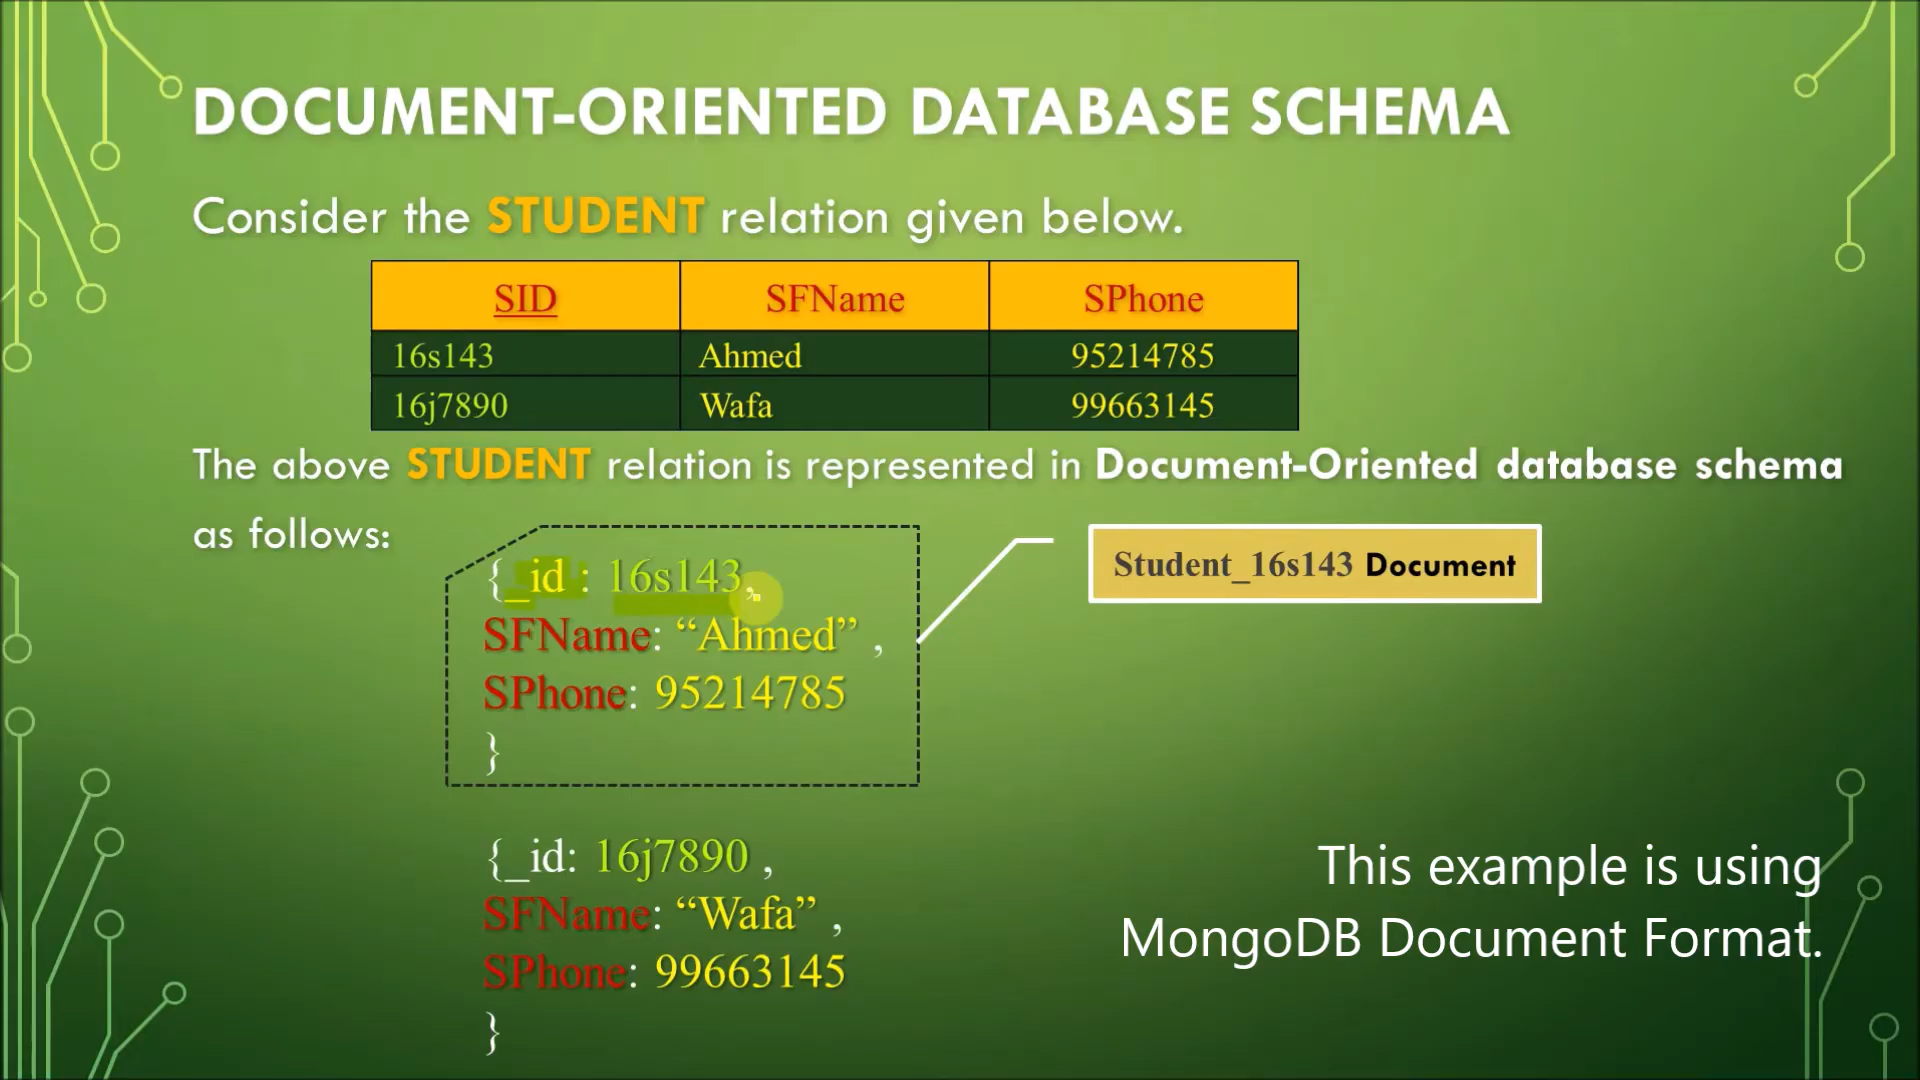 DOCUMENT-ORIENTED DATABASE SCHEMA
Consider the STUDENT relation given below.
SID SFName SPhone
16s143 Ahmed 95214785
16j7890 Wafa 99663145
The above STUDENT relation is represented in Document-Oriented database schema
as follows:
{_id : 16s143,
SFName: “Ahmed” ,
SPhone: 95214785
}
Student_16s143 Document
{_id: 16j7890 ,
SFName: “Wafa” ,
SPhone: 99663145
}
This example is using
MongoDB Document Format.